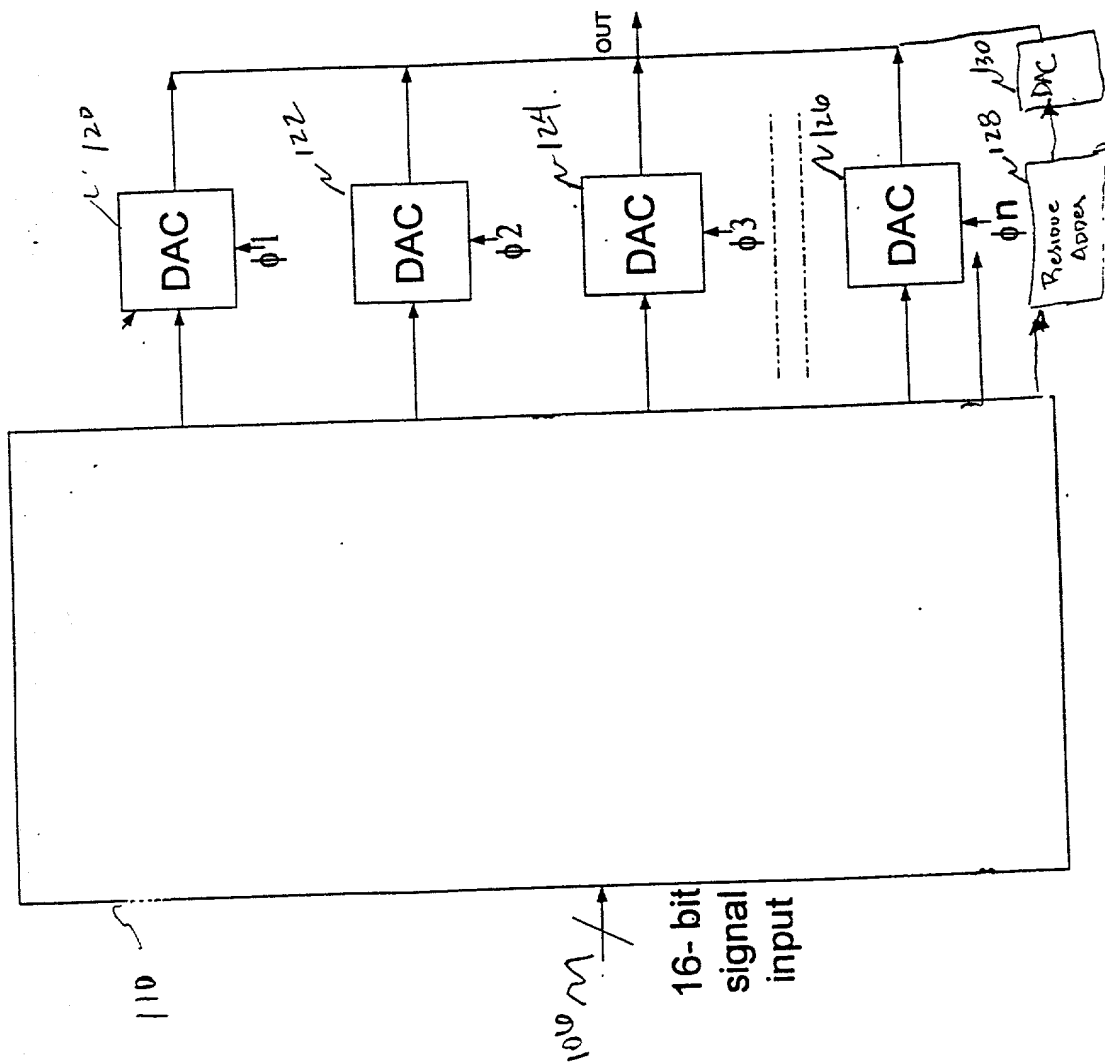 120
DAC
ϕ1
122
DAC
ϕ2
124.
DAC
ϕ3
126
DAC
ϕn
128
Residue
Adder
130
DAC
OUT
110
106
16- bit
signal
input